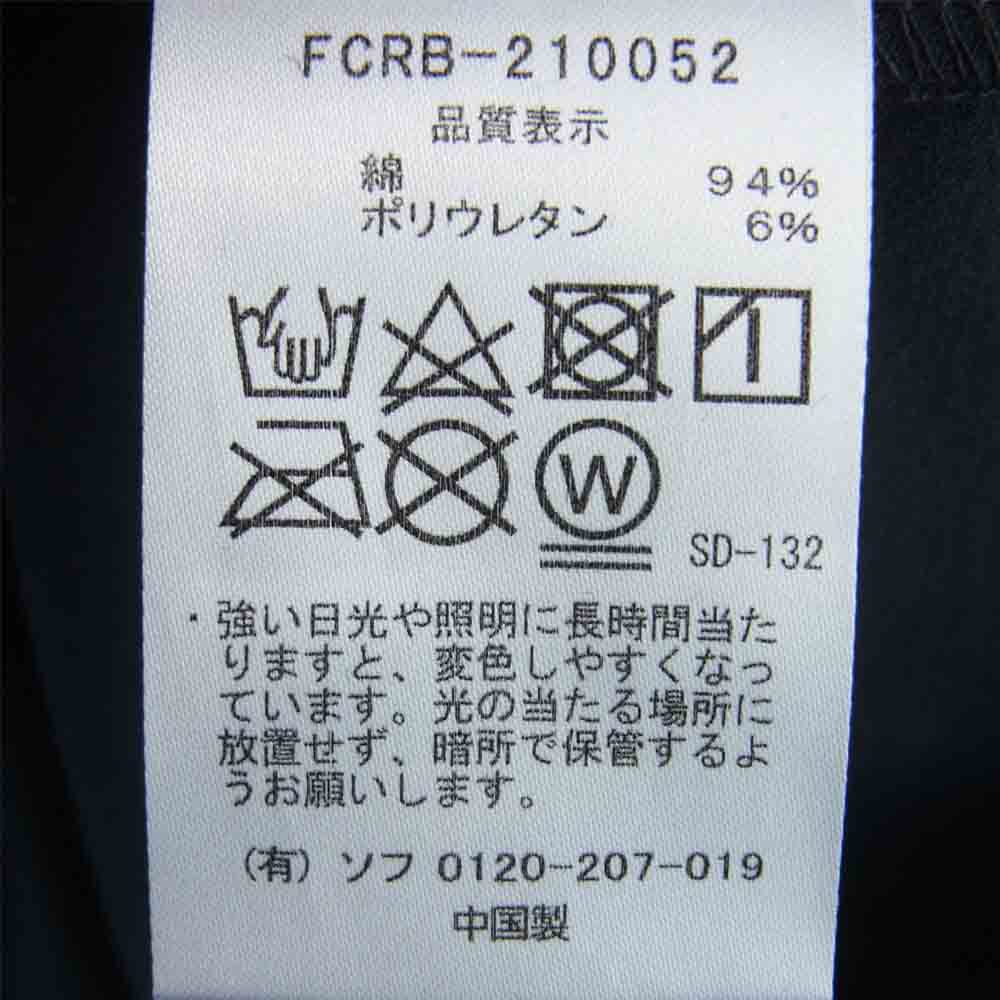 FCRB-210052
品質表示
綿 94%
ポリウレタン 6%
W
SD-132
・強い日光や照明に長時間当た
りますと、変色しやすくなっ
ています。光の当たる場所に
放置せず、暗所で保管するよ
うお願いします。
(有)ソフ 0120-207-019
中国製